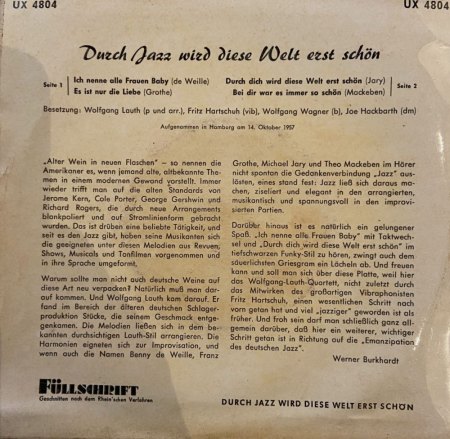 UX 4804
UX 4804
Durch Jazz wird diese Welt erst schön
Seite 1
Ich nenne alle Frauen Baby (de Weille)
Es ist nur die Liebe (Grothe)
Durch dich wird diese Welt erst schön (Jary)
Bei dir war es immer so schön (Mackeben)
Seite 2
Besetzung: Wolfgang Lauth (p und arr.), Fritz Hartschuh (vib), Wolfgang Wagner (b), Joe Hackbarth (dm)
Aufgenommen in Hamburg am 14. Oktober 1957
„Alter Wein in neuen Flaschen” — so nennen die
Amerikaner es, wenn jemand alte, altbekannte The-
men in einem modernen Gewand vorstellt. Immer
wieder trifft man auf die alten Standards von
Jerome Kern, Cole Porter, George Gershwin und
Richard Rogers, die durch neue Arrangements
blankpoliert und auf Stromlinienform gebracht
wurden. Das ist drüben eine beliebte Tätigkeit, und
seit es den Jazz gibt, holen seine Musikanten sich
die geeigneten unter diesen Melodien aus Revuen,
Shows, Musicals und Tonfilmen vorgenommen und
in ihre Sprache umgeformt.
Warum sollte man nicht auch deutsche Weine auf
diese Art neu verpacken? Natürlich muß man dar-
auf kommen. Und Wolfgang Lauth kam darauf. Er
fand im Bereich der älteren deutschen Schlager-
produktion Stücke, die seinem Geschmack entge-
genkamen. Die Melodien ließen sich in dem be-
kannten durchsichtigen Lauth-Stil arrangieren. Die
Harmonien eigneten sich zur Improvisation, und
wenn auch die Namen Benny de Weille, Franz
Grothe, Michael Jary und Theo Mackeben im Hörer
nicht spontan die Gedankenverbindung „Jazz” aus-
lösten, eines stand fest: Jazz ließ sich daraus ma-
chen, ziseliert und elegant in den arrangierten,
musikantisch und spannungsvoll in den improvi-
sierten Partien.
Darüber hinaus ist es natürlich ein gelungener
Spaß, „Ich nenne alle Frauen Baby” mit Taktwech-
sel und „Durch dich wird diese Welt erst schön” im
tiefschwarzen Funky-Stil zu hören, zwingt auch dem
säuerlichsten Griesgram ein Lächeln ab. Und freuen
kann und soll man sich über diese Platte, weil hier
das Wolfgang-Lauth-Quartett, nicht zuletzt durch
das Mitwirken des großartigen Vibraphonisten
Fritz Hartschuh, einen wesentlichen Schritt nach
vorn getan hat und viel „jazziger” geworden ist als
früher. Und froh sein darf man schließlich ganz all-
gemein darüber, daß hier ein weiterer, wichtiger
Schritt getan ist in Richtung auf die „Emanzipation
des deutschen Jazz”.
Werner Burkhardt
FÜLLSCHRIFT
Geschnitten nach dem Rhein'schen Verfahren
DURCH JAZZ WIRD DIESE WELT ERST SCHÖN